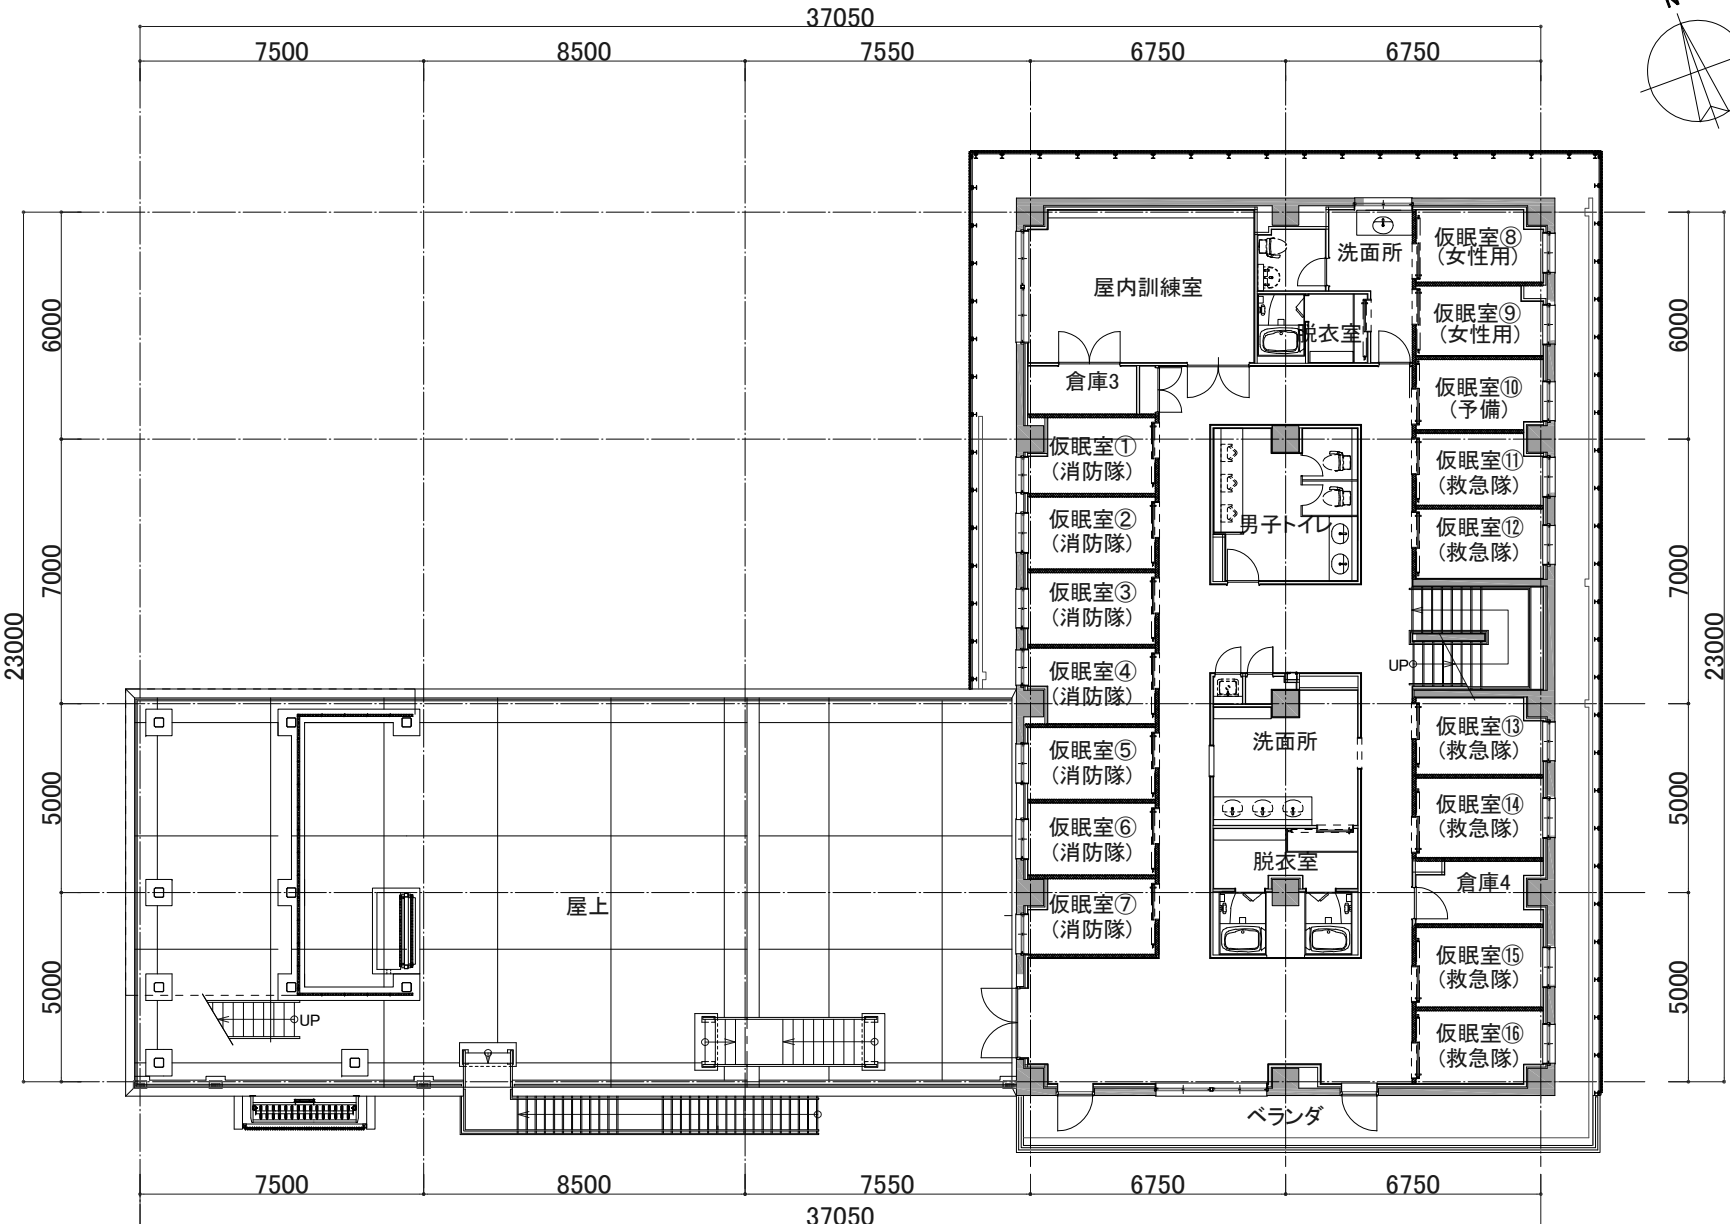 37050
7500
8500
7550
6750
6750
N
23000
6000
7000
5000
5000
屋内訓練室
洗面所
脱衣室
倉庫3
仮眠室⑧
(女性用)
仮眠室⑨
(女性用)
仮眠室⑩
(予備)
仮眠室⑪
(救急隊)
仮眠室⑫
(救急隊)
仮眠室①
(消防隊)
仮眠室②
(消防隊)
仮眠室③
(消防隊)
仮眠室④
(消防隊)
仮眠室⑤
(消防隊)
仮眠室⑥
(消防隊)
仮眠室⑦
(消防隊)
男子トイレ
UP
洗面所
脱衣室
仮眠室⑬
(救急隊)
仮眠室⑭
(救急隊)
倉庫4
仮眠室⑮
(救急隊)
仮眠室⑯
(救急隊)
屋上
UP
ベランダ
6000
7000
5000
5000
23000
7500
8500
7550
6750
6750
37050